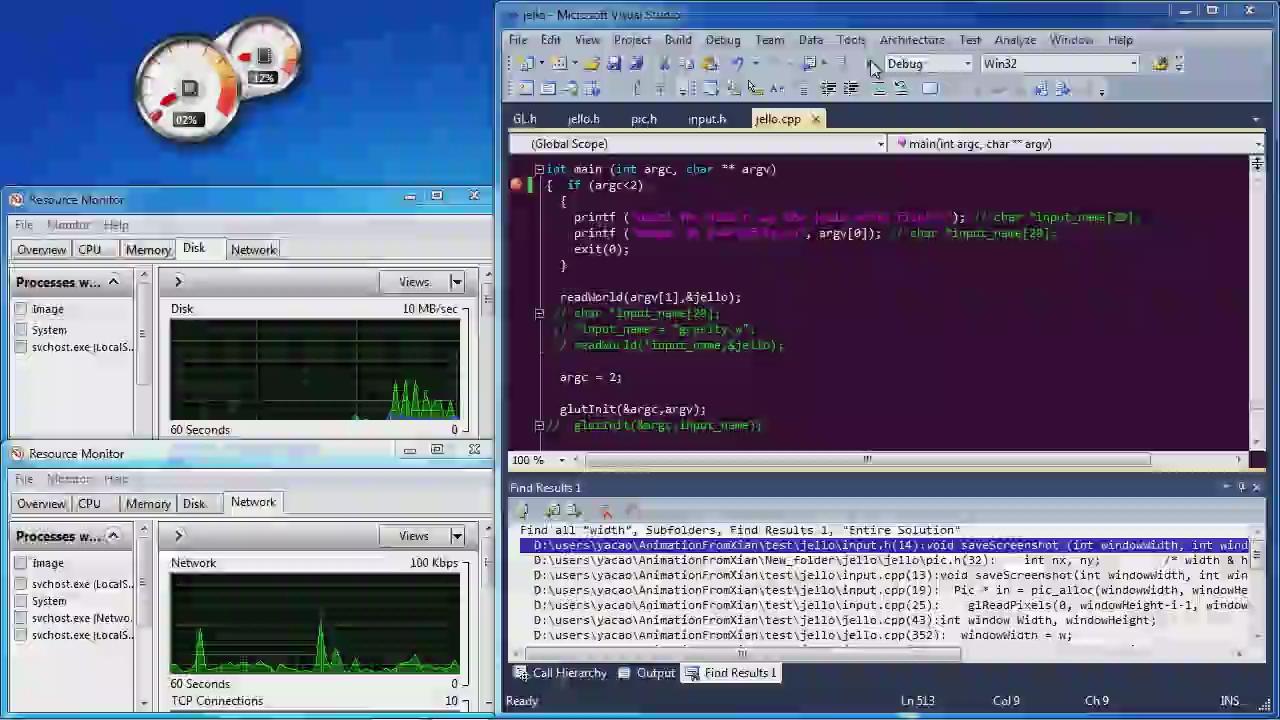 12%
02%
Resource Monitor
File Monitor Help
Overview CPU Memory Disk Network
Processes w...
Image
System
svchost.exe (LocalS...
Views
Disk 10 MB/sec
60 Seconds 0
Resource Monitor
File Monitor Help
Overview CPU Memory Disk Network
Processes w...
Image
svchost.exe (LocalS...
System
svchost.exe (Netwo...
svchost.exe (LocalS...
Views
Network 100 Kbps
60 Seconds 0
TCP Connections 10
jello - Microsoft Visual Studio
File Edit View Project Build Debug Team Data Tools Architecture Test Analyze Window Help
Debug Win32
GL.h jello.h pic.h input.h jello.cpp
(Global Scope) main(int argc, char ** argv)
int main (int argc, char ** argv)
{ if (argc<2)
{
printf ( ); // char *input_name[20];
printf ( , argv[0]); // char *input_name[20];
exit(0);
}
readWorld(argv[1],&jello);
// char *input_name[20];
// *input_name = "gravity.w";
// readWorld(*input_name,&jello);
argc = 2;
glutInit(&argc,argv);
// glutInit(&argc,input_name);
100 %
Find Results 1
Find all "width", Subfolders, Find Results 1, "Entire Solution"
D:\users\yacao\AnimationFromXian\test\jello\input.h(14):void saveScreenshot (int windowWidth, int wind
D:\users\yacao\AnimationFromXian\New_folder\jello\jello\pic.h(32): int nx, ny; /* width & h
D:\users\yacao\AnimationFromXian\test\jello\input.cpp(13):void saveScreenshot(int windowWidth, int win
D:\users\yacao\AnimationFromXian\test\jello\input.cpp(19): Pic * in = pic_alloc(windowWidth, windowHe
D:\users\yacao\AnimationFromXian\test\jello\input.cpp(25): glReadPixels(0, windowHeight-i-1, window
D:\users\yacao\AnimationFromXian\test\jello\jello.cpp(43):int windowWidth, windowHeight;
D:\users\yacao\AnimationFromXian\test\jello\jello.cpp(352): windowWidth = w;
Call Hierarchy Output Find Results 1
Ready Ln 513 Col 9 Ch 9 INS